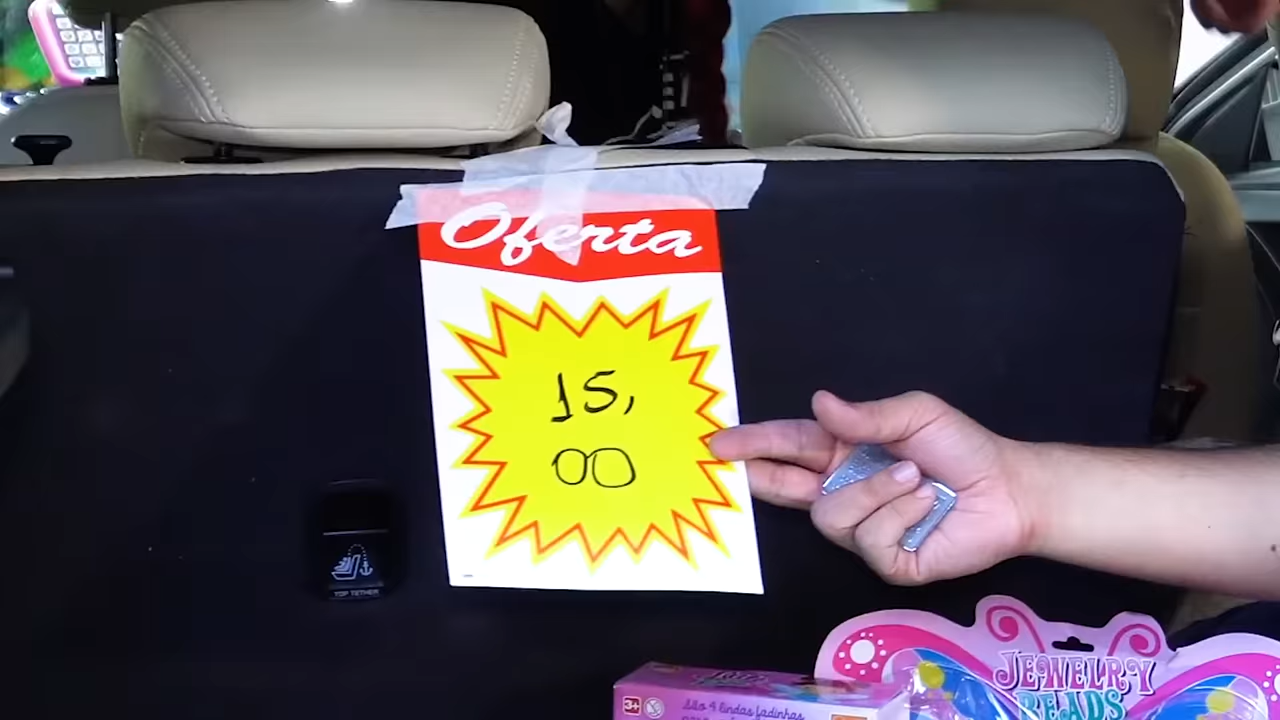 Oferta
15,
00
TOP TETHER
JEWELRY
BEADS
3+
São 4 lindas fadinhas